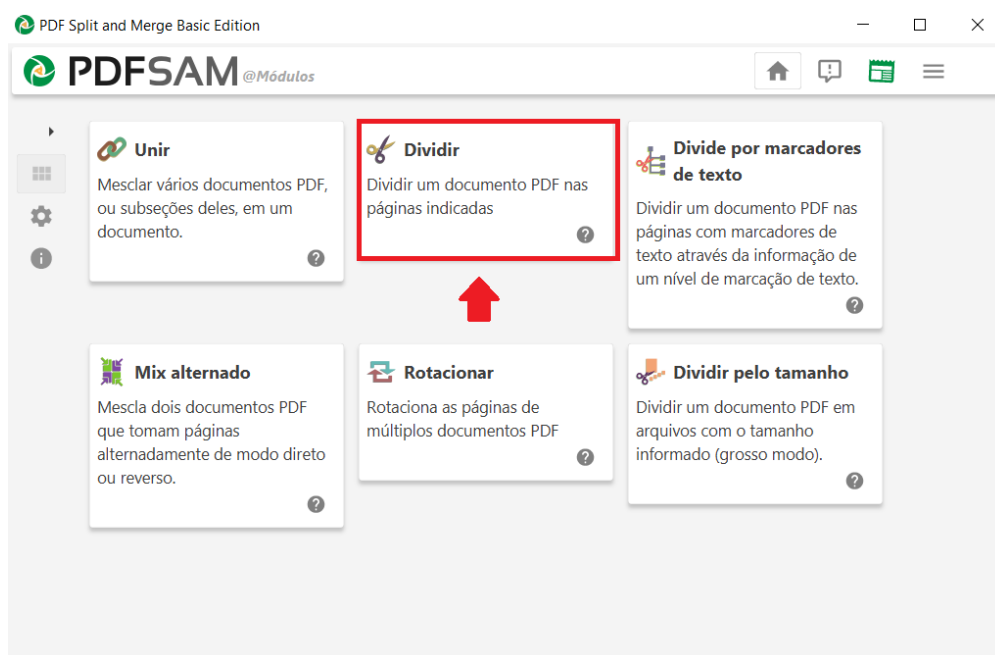 PDF Split and Merge Basic Edition
PDFSAM @Módulos
Unir
Mesclar vários documentos PDF,
ou subseções deles, em um
documento.
Dividir
Dividir um documento PDF nas
páginas indicadas
Divide por marcadores
de texto
Dividir um documento PDF nas
páginas com marcadores de
texto através da informação de
um nível de marcação de texto.
Mix alternado
Mescla dois documentos PDF
que tomam páginas
alternadamente de modo direto
ou reverso.
Rotacionar
Rotaciona as páginas de
múltiplos documentos PDF
Dividir pelo tamanho
Dividir um documento PDF em
arquivos com o tamanho
informado (grosso modo).